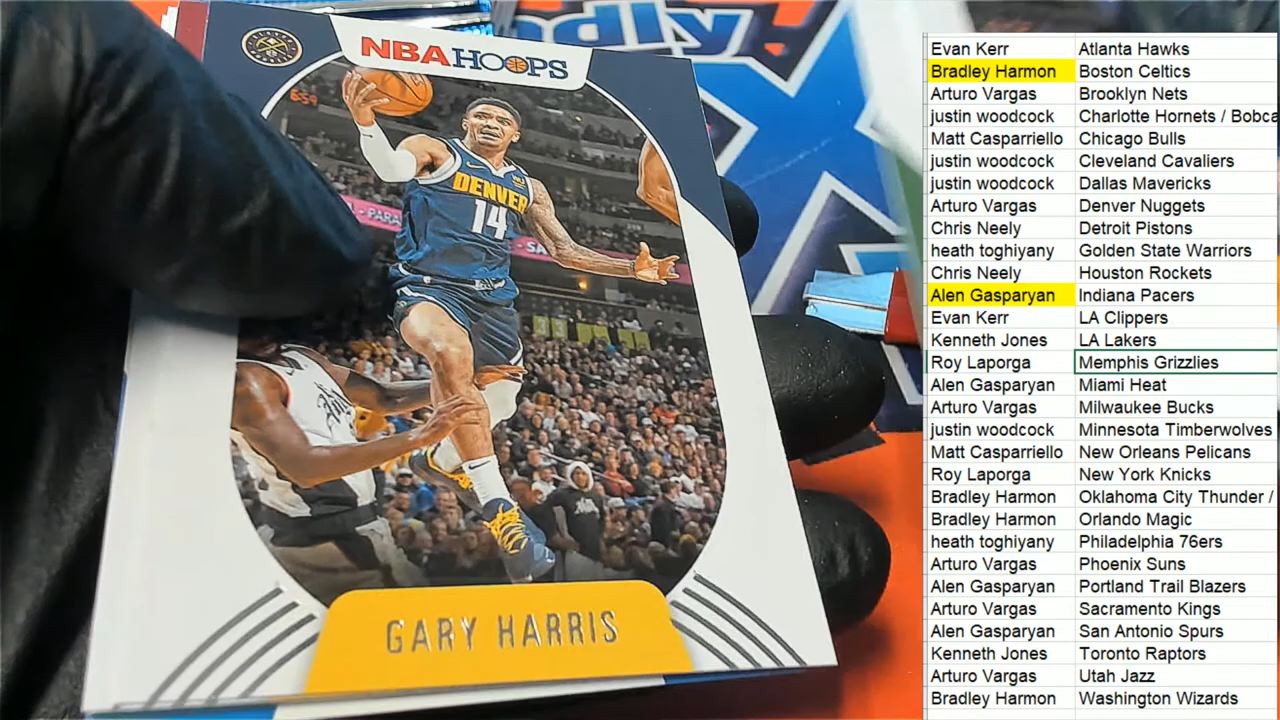 dly
NBA HOOPS
6:59
DENVER
14
GARY HARRIS
Evan Kerr Atlanta Hawks
Bradley Harmon Boston Celtics
Arturo Vargas Brooklyn Nets
justin woodcock Charlotte Hornets / Bobca
Matt Casparriello Chicago Bulls
justin woodcock Cleveland Cavaliers
justin woodcock Dallas Mavericks
Arturo Vargas Denver Nuggets
Chris Neely Detroit Pistons
heath toghiyany Golden State Warriors
Chris Neely Houston Rockets
Alen Gasparyan Indiana Pacers
Evan Kerr LA Clippers
Kenneth Jones LA Lakers
Roy Laporga Memphis Grizzlies
Alen Gasparyan Miami Heat
Arturo Vargas Milwaukee Bucks
justin woodcock Minnesota Timberwolves
Matt Casparriello New Orleans Pelicans
Roy Laporga New York Knicks
Bradley Harmon Oklahoma City Thunder /
Bradley Harmon Orlando Magic
heath toghiyany Philadelphia 76ers
Arturo Vargas Phoenix Suns
Alen Gasparyan Portland Trail Blazers
Arturo Vargas Sacramento Kings
Alen Gasparyan San Antonio Spurs
Kenneth Jones Toronto Raptors
Arturo Vargas Utah Jazz
Bradley Harmon Washington Wizards